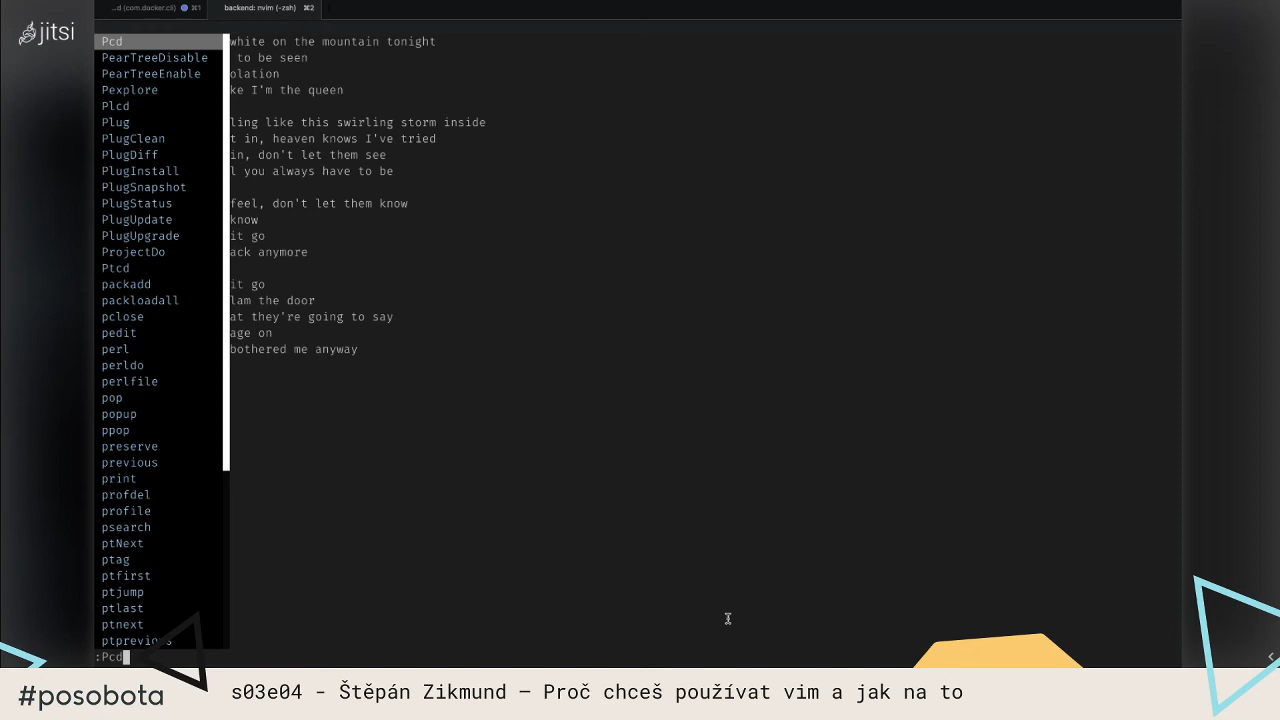 …d (com.docker.cli) ⌘1 backend: nvim (-zsh) ⌘2
jitsi
Pcd white on the mountain tonight
PearTreeDisable to be seen
PearTreeEnable olation
Pexplore ke I'm the queen
Plcd
Plug ling like this swirling storm inside
PlugClean t in, heaven knows I've tried
PlugDiff in, don't let them see
PlugInstall l you always have to be
PlugSnapshot
PlugStatus feel, don't let them know
PlugUpdate know
PlugUpgrade it go
ProjectDo ack anymore
Ptcd
packadd it go
packloadall lam the door
pclose at they're going to say
pedit age on
perl bothered me anyway
perldo
perlfile
pop
popup
ppop
preserve
previous
print
profdel
profile
psearch
ptNext
ptag
ptfirst
ptjump
ptlast
ptnext
ptprevious
:Pcd
#posobota s03e04 - Štěpán Zikmund – Proč chceš používat vim a jak na to